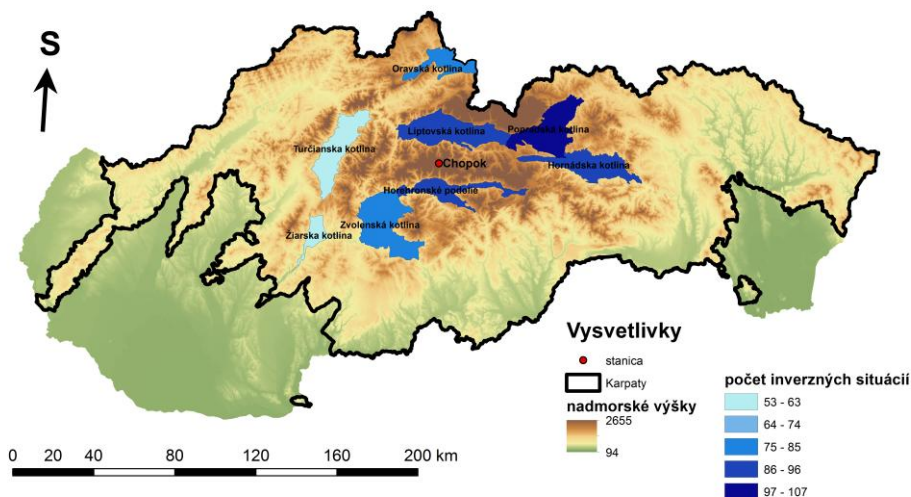 S
Oravská kotlina
Liptovská kotlina
Popradská kotlina
Turčianska kotlina
Chopok
Hornádska kotlina
Horehronské podolie
Zvolenská kotlina
Žiarska kotlina
Vysvetlivky
stanica
Karpaty
nadmorské výšky
2655
94
počet inverzných situácií
53 - 63
64 - 74
75 - 85
86 - 96
97 - 107
0 20 40 80 120 160 200 km